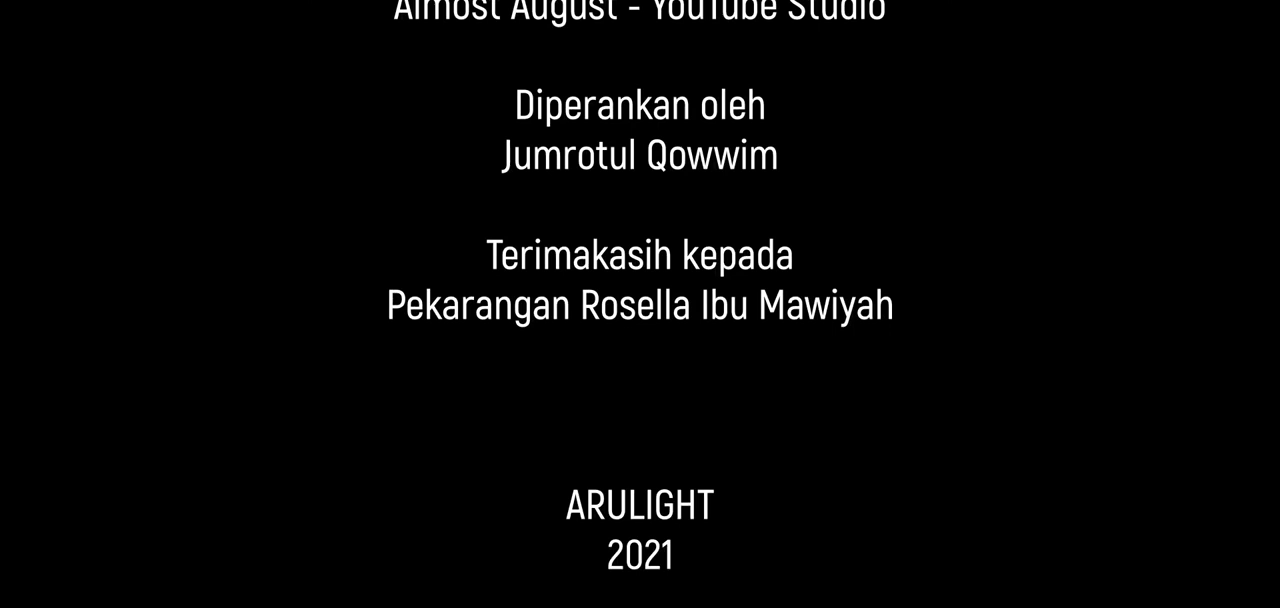 Almost August - YouTube Studio
Diperankan oleh
Jumrotul Qowwim
Terimakasih kepada
Pekarangan Rosella Ibu Mawiyah
ARULIGHT
2021